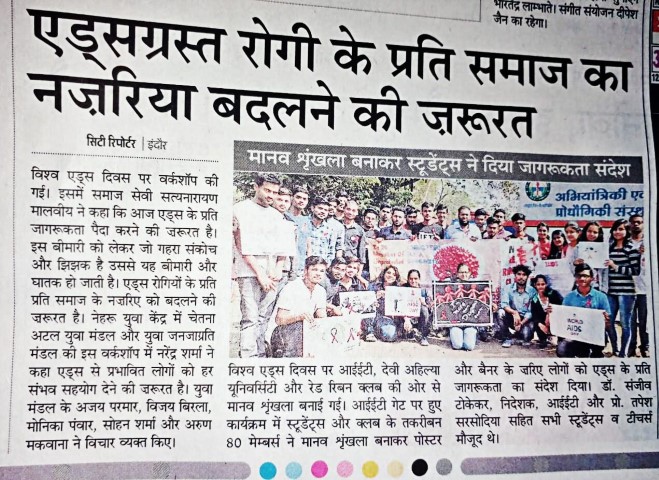 भारतेंद्र लाम्भाते। संगीत संयोजन दीपेश
जैन का रहेगा।
एड्सग्रस्त रोगी के प्रति समाज का
नज़रिया बदलने की ज़रूरत
सिटी रिपोर्टर | इंदौर
विश्व एड्स दिवस पर वर्कशॉप की
गई। इसमें समाज सेवी सत्यनारायण
मालवीय ने कहा कि आज एड्स के प्रति
जागरूकता पैदा करने की ज़रूरत है।
इस बीमारी को लेकर जो गहरा संकोच
और झिझक है उससे यह बीमारी और
घातक हो जाती है। एड्स रोगियों के प्रति
प्रति समाज के नज़रिए को बदलने की
ज़रूरत है। नेहरू युवा केंद्र में चेतना
अटल युवा मंडल और युवा जनजाग्रति
मंडल की इस वर्कशॉप में नरेंद्र शर्मा ने
कहा एड्स से प्रभावित लोगों को हर
संभव सहयोग देने की ज़रूरत है। युवा
मंडल के अजय परमार, विजय बिरला,
मोनिका पंवार, सोहन शर्मा और अरुण
मकवाना ने विचार व्यक्त किए।
मानव शृंखला बनाकर स्टूडेंट्स ने दिया जागरूकता संदेश
अभियांत्रिकी एवं
प्रौद्योगिकी संस्थ
WORLD
AIDS
विश्व एड्स दिवस पर आईईटी, देवी अहिल्या
यूनिवर्सिटी और रेड रिबन क्लब की ओर से
मानव शृंखला बनाई गई। आईईटी गेट पर हुए
कार्यक्रम में स्टूडेंट्स और क्लब के तकरीबन
80 मेम्बर्स ने मानव शृंखला बनाकर पोस्टर
और बैनर के ज़रिए लोगों को एड्स के प्रति
जागरूकता का संदेश दिया। डॉ. संजीव
टोकेकर, निदेशक, आईईटी और प्रो. तपेश
सरसोदिया सहित सभी स्टूडेंट्स व टीचर्स
मौजूद थे।